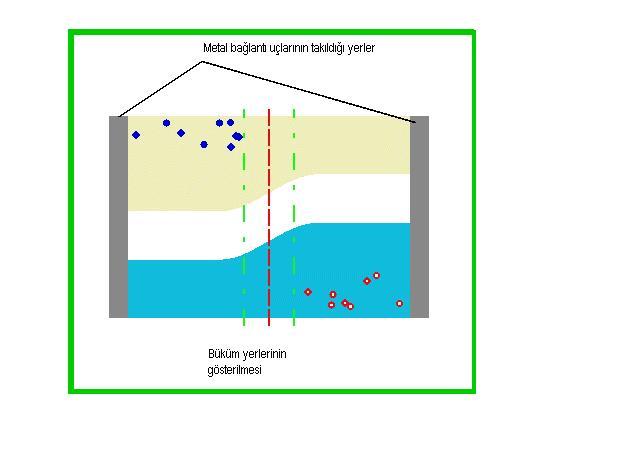 Metal bağlantı uçlarının takıldığı yerler
Büküm yerlerinin
gösterilmesi